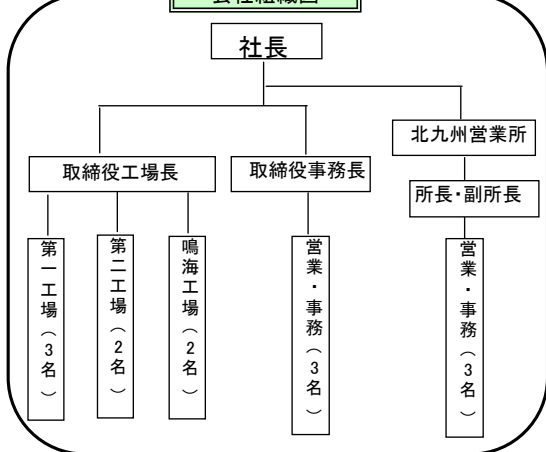 会社組織図
社長
北九州営業所
取締役工場長
取締役事務長
所長・副所長
第一工場（3名）
第二工場（2名）
鳴海工場（2名）
営業・事務（3名）
営業・事務（3名）